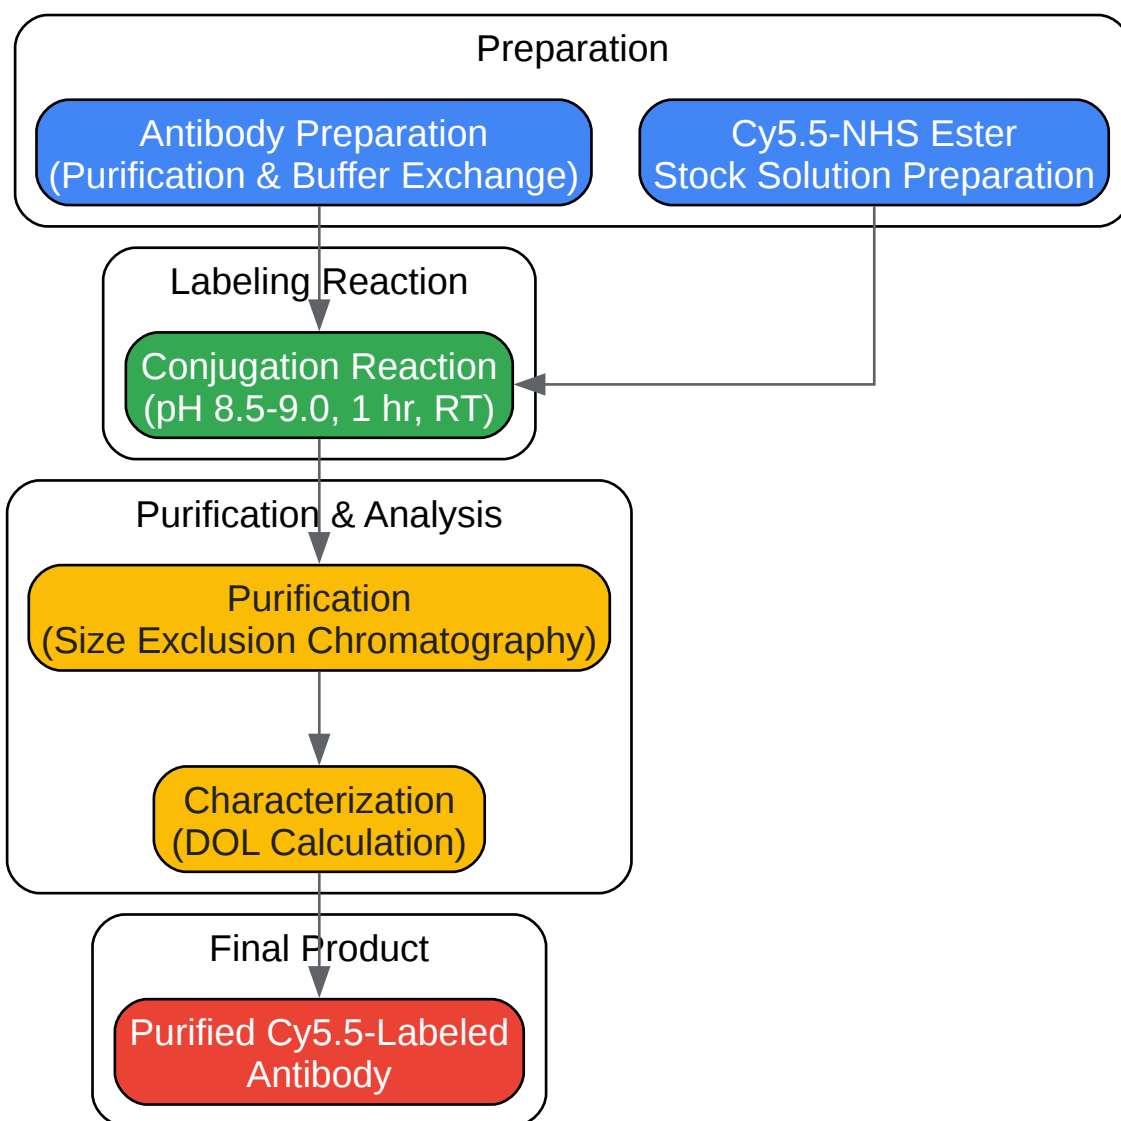 Preparation
Antibody Preparation
(Purification & Buffer Exchange)
Cy5.5-NHS Ester
Stock Solution Preparation
Labeling Reaction
Conjugation Reaction
(pH 8.5-9.0, 1 hr, RT)
Purification & Analysis
Purification
(Size Exclusion Chromatography)
Characterization
(DOL Calculation)
Final Product
Purified Cy5.5-Labeled
Antibody